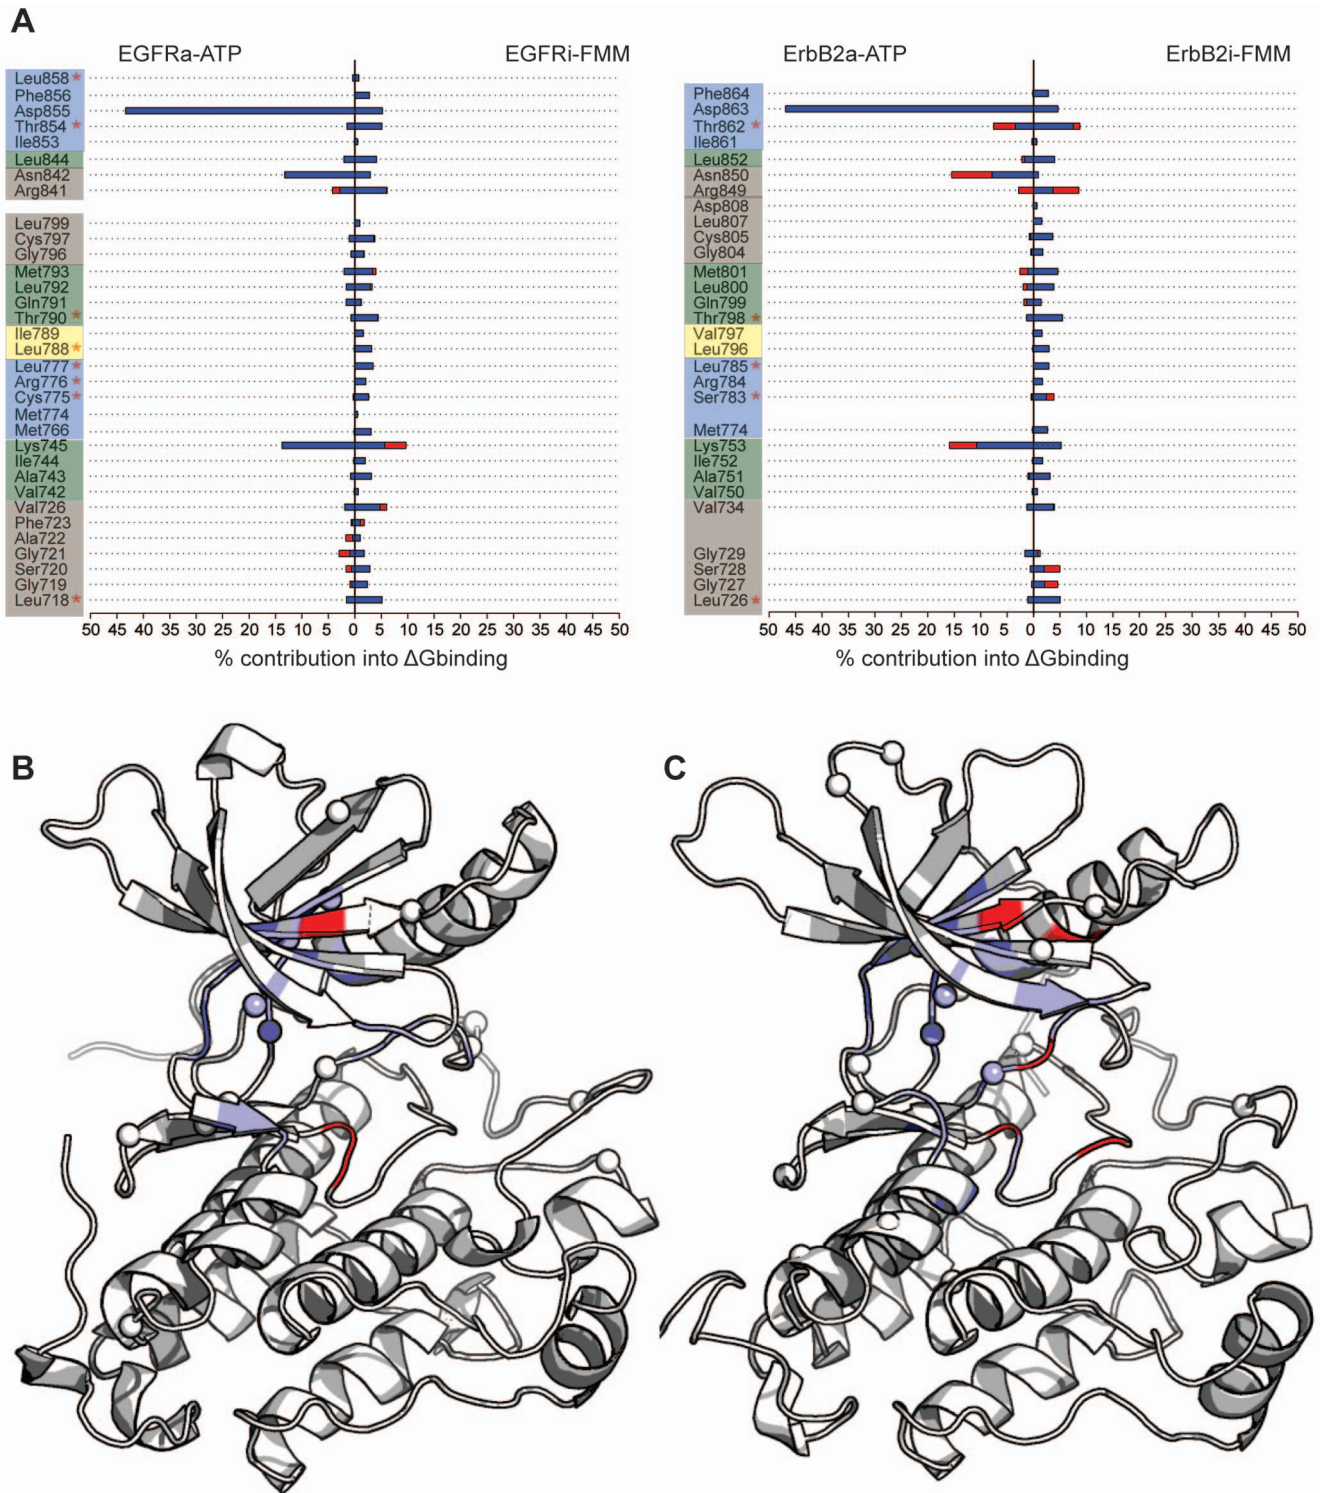 A
EGFRa-ATP EGFRi-FMM
Leu858 *
Phe856
Asp855
Thr854 *
Ile853
Leu844
Asn842
Arg841
Leu799
Cys797
Gly796
Met793
Leu792
Gln791
Thr790 *
Ile789
Leu788 *
Leu777 *
Arg776 *
Cys775 *
Met774
Met766
Lys745
Ile744
Ala743
Val742
Val726
Phe723
Ala722
Gly721
Ser720
Gly719
Leu718 *
50 45 40 35 30 25 20 15 10 5 0 5 10 15 20 25 30 35 40 45 50
% contribution into ΔGbinding
ErbB2a-ATP ErbB2i-FMM
Phe864
Asp863
Thr862 *
Ile861
Leu852
Asn850
Arg849
Asp808
Leu807
Cys805
Gly804
Met801
Leu800
Gln799
Thr798 *
Val797
Leu796
Leu785 *
Arg784
Ser783 *
Met774
Lys753
Ile752
Ala751
Val750
Val734
Gly729
Ser728
Gly727
Leu726 *
50 45 40 35 30 25 20 15 10 5 0 5 10 15 20 25 30 35 40 45 50
% contribution into ΔGbinding
B
C